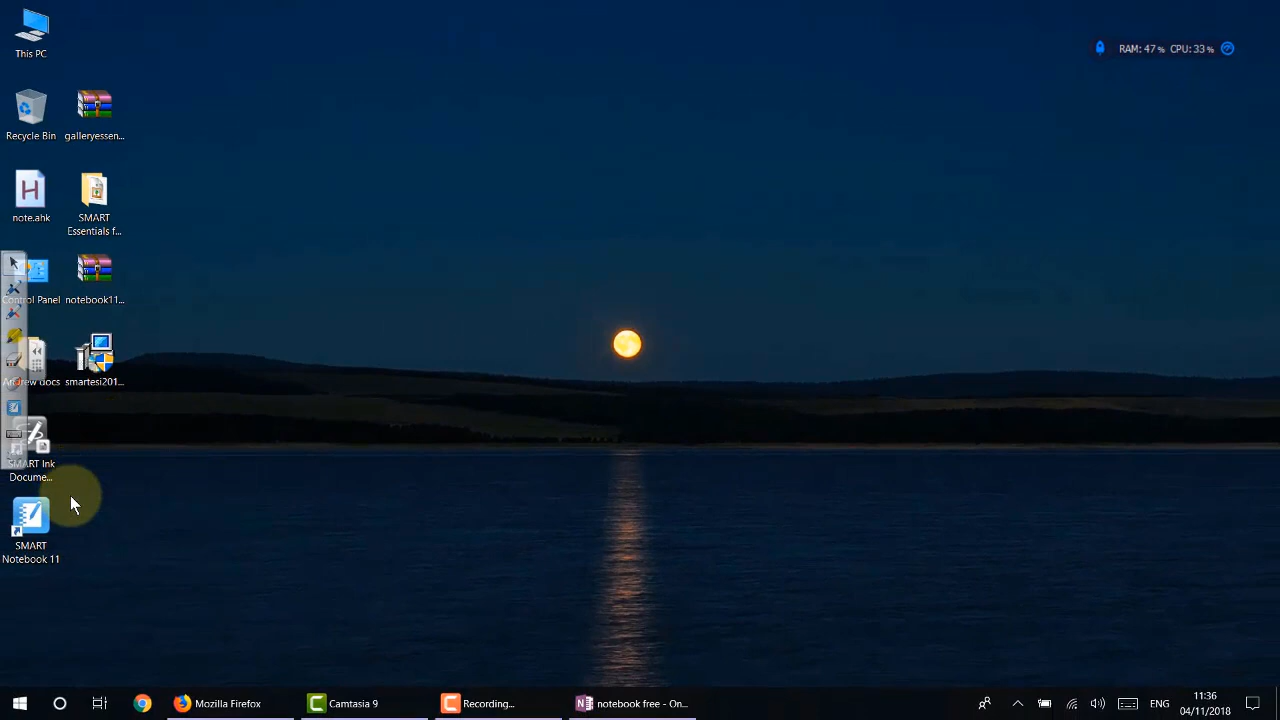 This PC
RAM: 47 % CPU: 33 %
Recycle Bin
galleryessen...
H
note.ahk
SMART
Essentials f...
Control Panel
notebook11...
Andrew docs
smartesi201...
SMART Ink
Docume...
SMART
Notebook 11
Mozilla Firefox
Camtasia 9
Recording...
notebook free - On...
ENG
11:36
04/11/2018